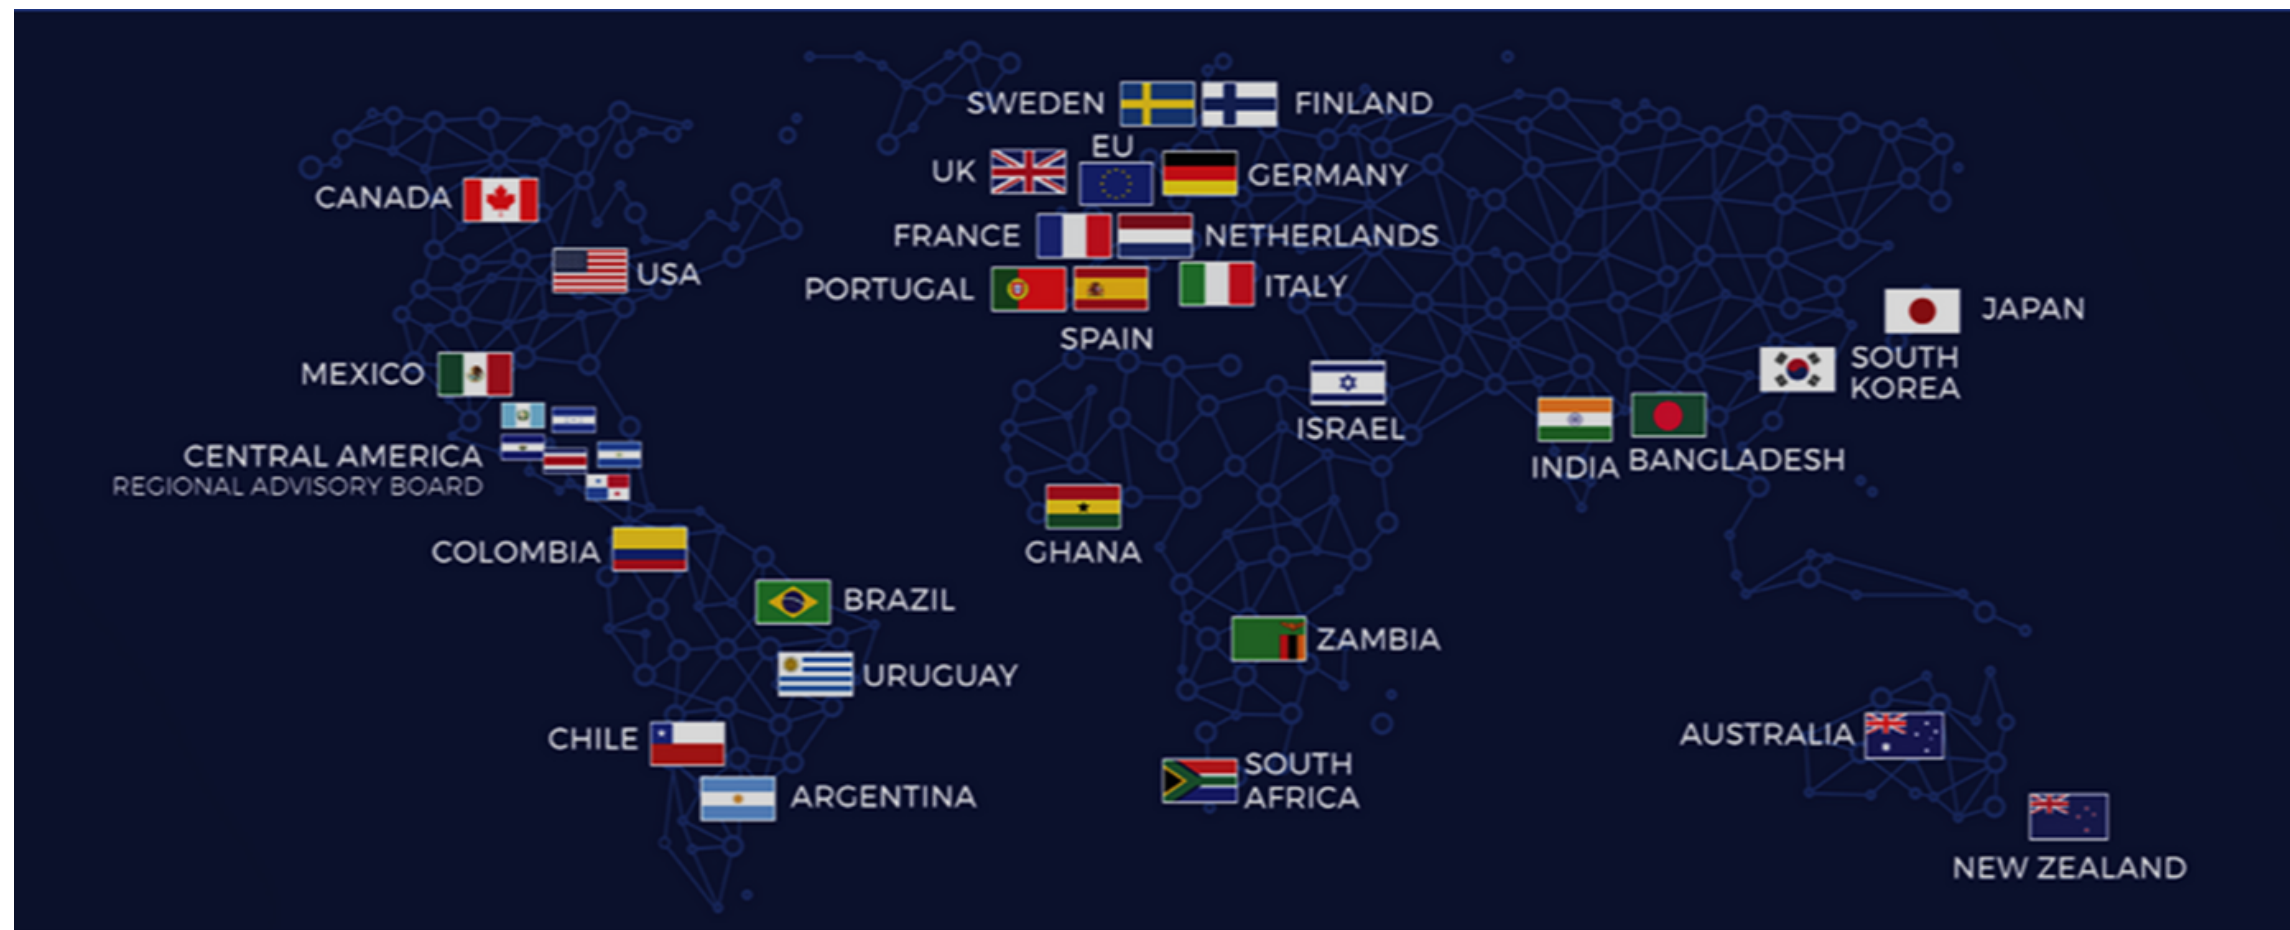 SWEDEN
FINLAND
EU
UK
GERMANY
CANADA
FRANCE
NETHERLANDS
USA
PORTUGAL
ITALY
SPAIN
JAPAN
MEXICO
SOUTH
KOREA
ISRAEL
INDIA
BANGLADESH
CENTRAL AMERICA
REGIONAL ADVISORY BOARD
COLOMBIA
GHANA
BRAZIL
ZAMBIA
URUGUAY
CHILE
AUSTRALIA
SOUTH
AFRICA
ARGENTINA
NEW ZEALAND